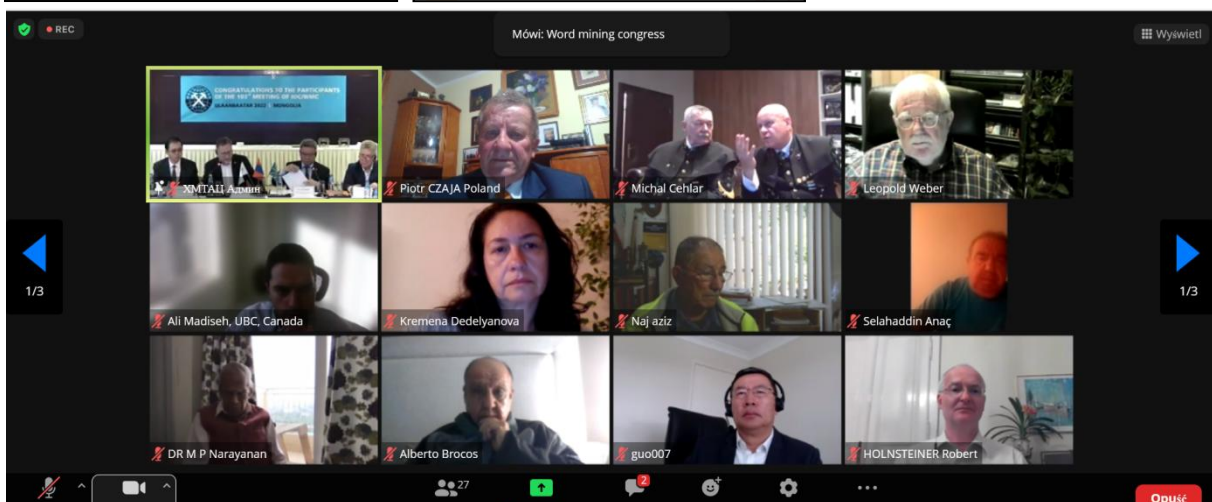 REC
Mówi: Word mining congress
Wyświetl
CONGRATULATIONS TO THE PARTICIPANTS
ULAANBAATAR 2022 MONGOLIA
ХМТАЦ Админ
Piotr CZAJA Poland
Michal Cehlar
Leopold Weber
1/3
1/3
Ali Madiseh, UBC, Canada
Kremena Dedelyanova
Naj aziz
Selahaddin Anaç
DR M P Narayanan
Alberto Brocos
guo007
HOLNSTEINER Robert
27
2
Opuść